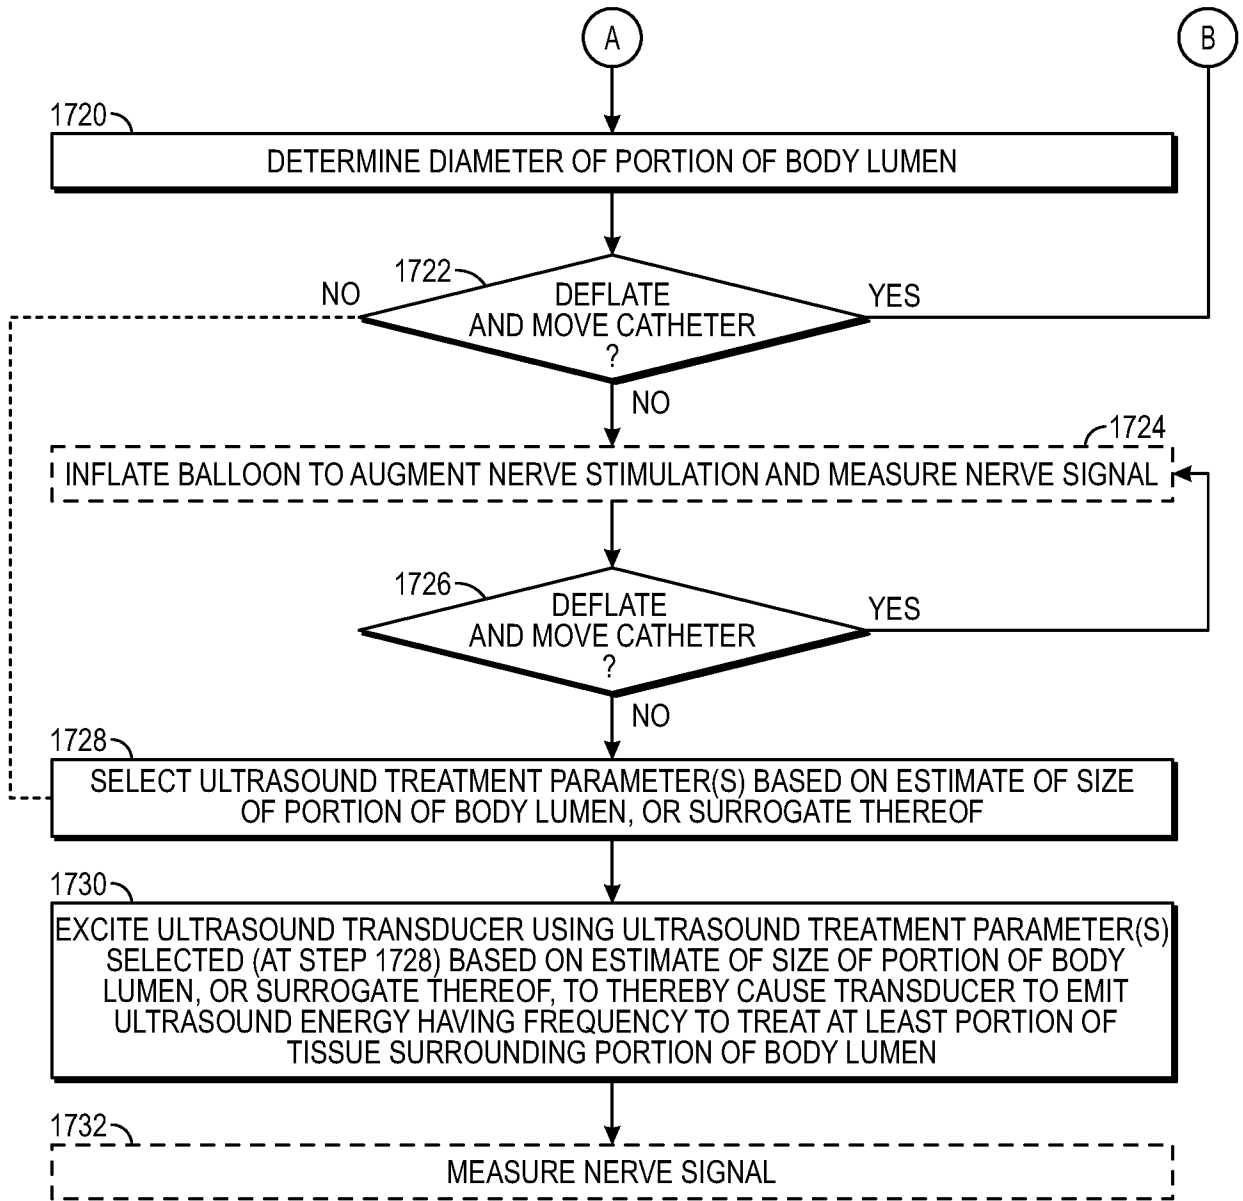 A
B
1720
DETERMINE DIAMETER OF PORTION OF BODY LUMEN
1722
NO
DEFLATE
AND MOVE CATHETER
?
YES
NO
1724
INFLATE BALLOON TO AUGMENT NERVE STIMULATION AND MEASURE NERVE SIGNAL
1726
DEFLATE
AND MOVE CATHETER
?
YES
NO
1728
SELECT ULTRASOUND TREATMENT PARAMETER(S) BASED ON ESTIMATE OF SIZE
OF PORTION OF BODY LUMEN, OR SURROGATE THEREOF
1730
EXCITE ULTRASOUND TRANSDUCER USING ULTRASOUND TREATMENT PARAMETER(S)
SELECTED (AT STEP 1728) BASED ON ESTIMATE OF SIZE OF PORTION OF BODY
LUMEN, OR SURROGATE THEREOF, TO THEREBY CAUSE TRANSDUCER TO EMIT
ULTRASOUND ENERGY HAVING FREQUENCY TO TREAT AT LEAST PORTION OF
TISSUE SURROUNDING PORTION OF BODY LUMEN
1732
MEASURE NERVE SIGNAL